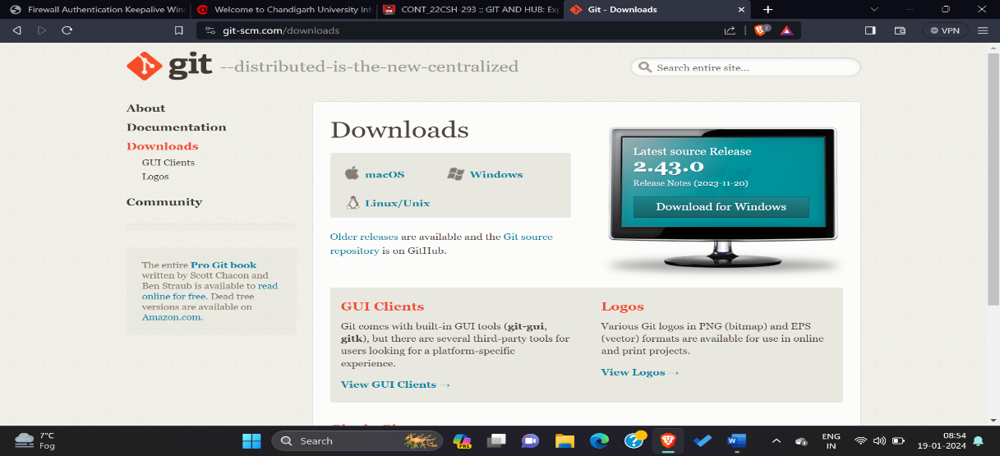 Firewall Authentication Keepalive Win
Welcome to Chandigarh University Inf
CONT_22CSH-293 :: GIT AND HUB: Exp
Git - Downloads
git-scm.com/downloads
2
VPN
git --distributed-is-the-new-centralized
Search entire site...
About
Documentation
Downloads
GUI Clients
Logos
Community
The entire Pro Git book
written by Scott Chacon and
Ben Straub is available to read
online for free. Dead tree
versions are available on
Amazon.com.
Downloads
macOS
Windows
Linux/Unix
Older releases are available and the Git source
repository is on GitHub.
Latest source Release
2.43.0
Release Notes (2023-11-20)
Download for Windows
GUI Clients
Git comes with built-in GUI tools (git-gui,
gitk), but there are several third-party tools for
users looking for a platform-specific
experience.
View GUI Clients →
Logos
Various Git logos in PNG (bitmap) and EPS
(vector) formats are available for use in online
and print projects.
View Logos →
7°C
Fog
Search
PRE
W
ENG
IN
08:54
19-01-2024